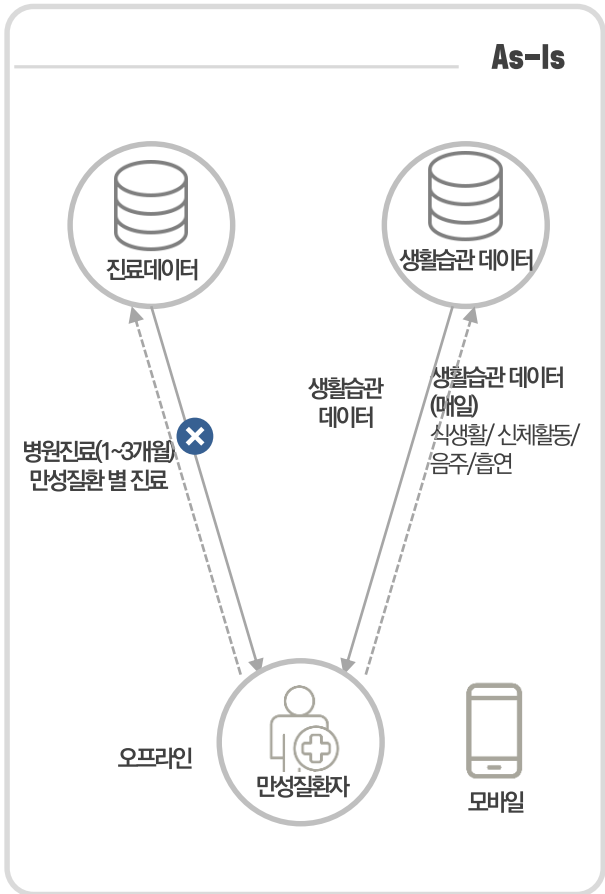 As-Is
진료데이터
생활습관 데이터
생활습관
데이터
생활습관 데이터
(매일)
식생활/ 신체활동/
음주/흡연
병원진료(1~3개월)
만성질환 별 진료
오프라인
만성질환자
모바일